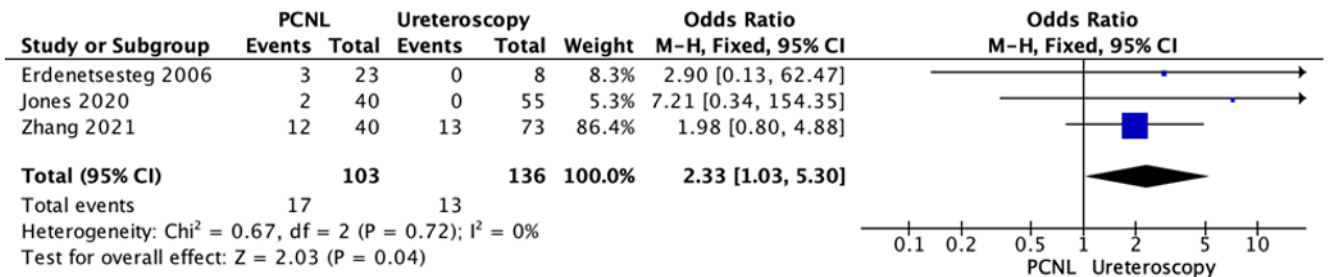 PCNL Ureteroscopy Odds Ratio Odds Ratio
Study or Subgroup Events Total Events Total Weight M-H, Fixed, 95% CI M-H, Fixed, 95% CI
Erdenetsesteg 2006 3 23 0 8 8.3% 2.90 [0.13, 62.47]
Jones 2020 2 40 0 55 5.3% 7.21 [0.34, 154.35]
Zhang 2021 12 40 13 73 86.4% 1.98 [0.80, 4.88]
Total (95% CI) 103 136 100.0% 2.33 [1.03, 5.30]
Total events 17 13
Heterogeneity: Chi² = 0.67, df = 2 (P = 0.72); I² = 0%
Test for overall effect: Z = 2.03 (P = 0.04)
0.1 0.2 0.5 1 2 5 10
PCNL Ureteroscopy